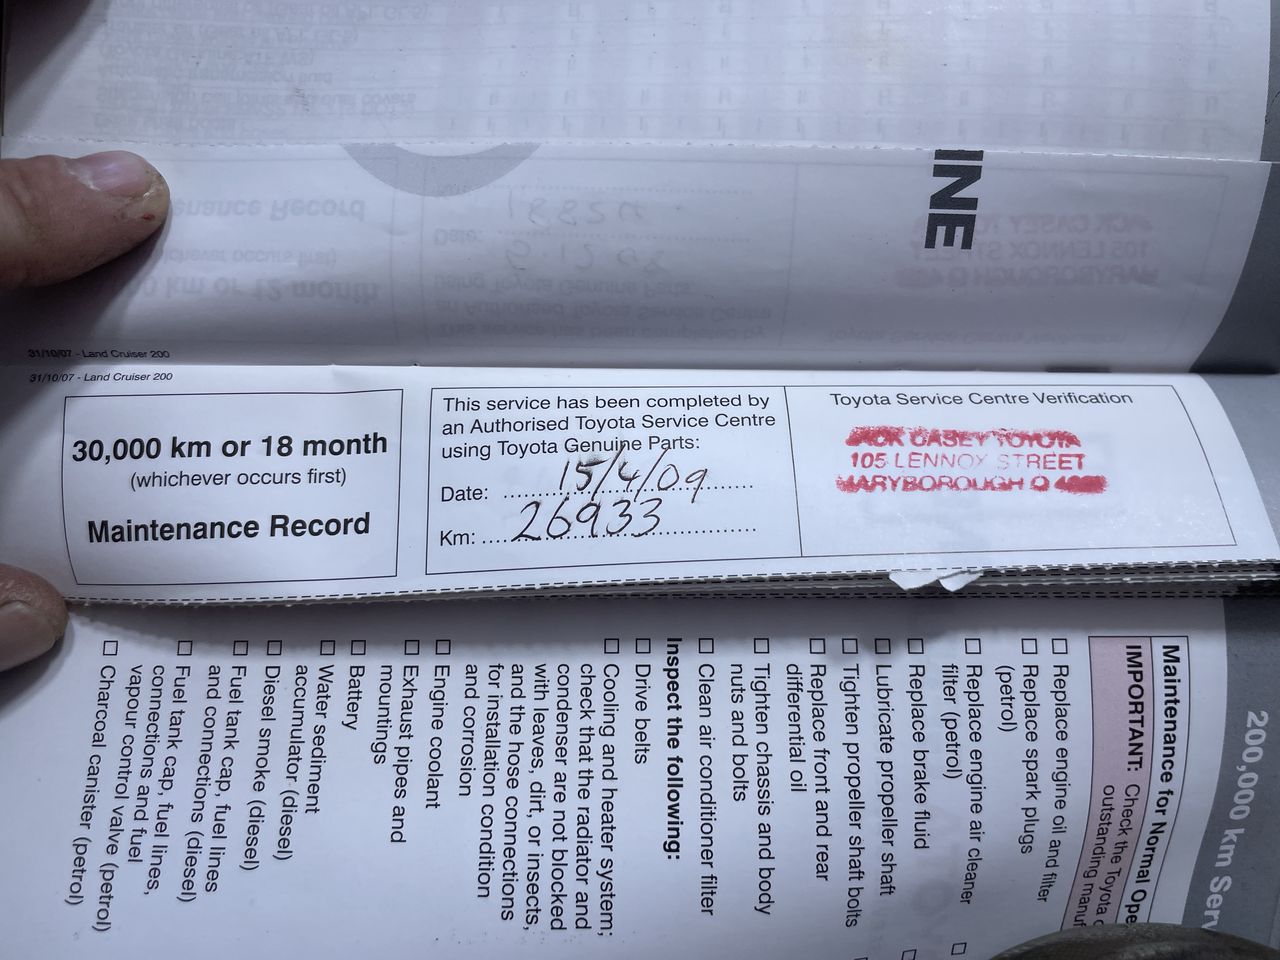 INE
31/10/07 - Land Cruiser 200
31/10/07 - Land Cruiser 200
30,000 km or 18 month
(whichever occurs first)
Maintenance Record
This service has been completed by
an Authorised Toyota Service Centre
using Toyota Genuine Parts:
Date: 15/4/09
Km: 26933
Toyota Service Centre Verification
JACK CASEY TOYOTA
105 LENNOX STREET
MARYBOROUGH Q
200,000 km Serv
Maintenance for Normal Ope
IMPORTANT: Check the Toyota
outstanding manuf
☐ Replace engine oil and filter
☐ Replace spark plugs
(petrol)
☐ Replace engine air cleaner
filter (petrol)
☐ Replace brake fluid
☐ Lubricate propeller shaft
☐ Tighten propeller shaft bolts
☐ Replace front and rear
differential oil
☐ Tighten chassis and body
nuts and bolts
☐ Clean air conditioner filter
Inspect the following:
☐ Drive belts
☐ Cooling and heater system;
check that the radiator and
condenser are not blocked
with leaves, dirt, or insects,
and the hose connections
for installation condition
and corrosion
☐ Engine coolant
☐ Exhaust pipes and
mountings
☐ Battery
☐ Water sediment
accumulator (diesel)
☐ Diesel smoke (diesel)
☐ Fuel tank cap, fuel lines
and connections (diesel)
☐ Fuel tank cap, fuel lines,
connections and fuel
vapour control valve (petrol)
☐ Charcoal canister (petrol)